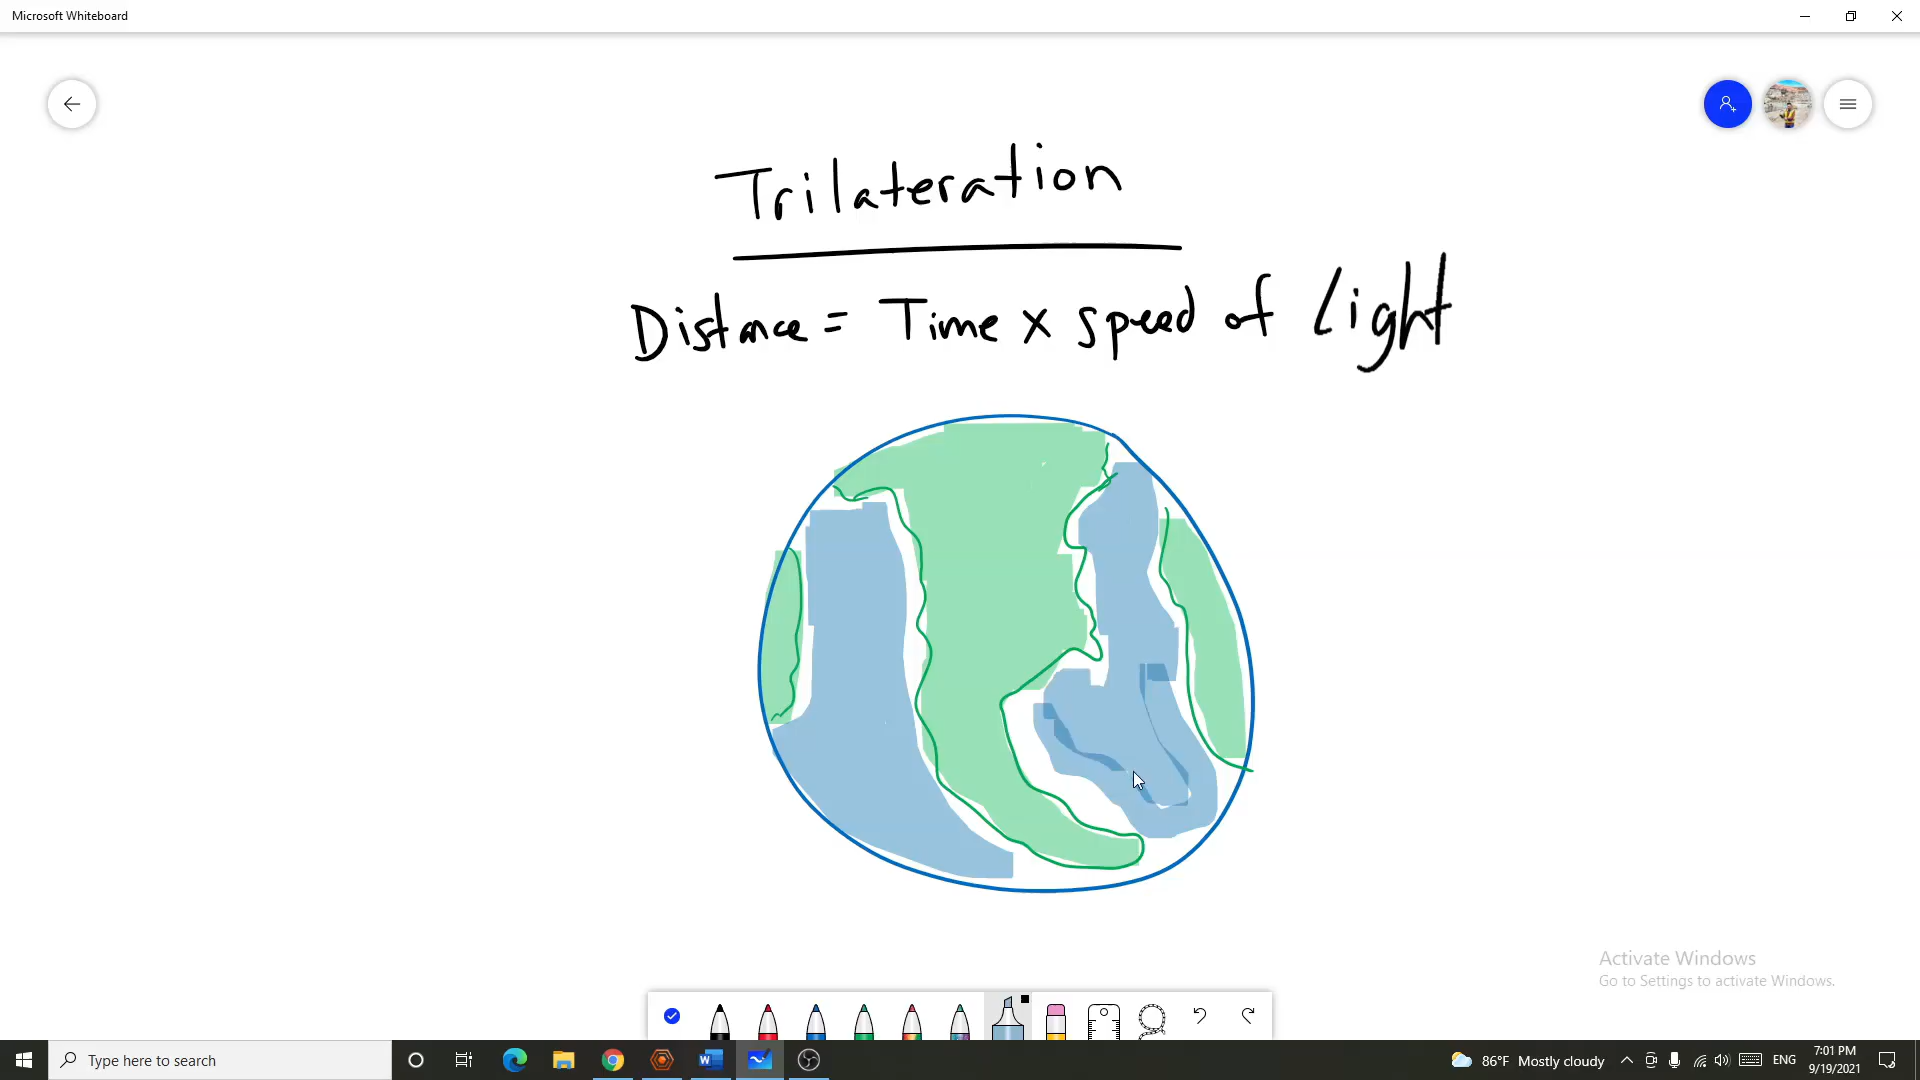 Microsoft Whiteboard
Trilateration
Distance = Time x speed of Light
Activate Windows
Go to Settings to activate Windows.
Type here to search
86°F Mostly cloudy
ENG
7:01 PM
9/19/2021